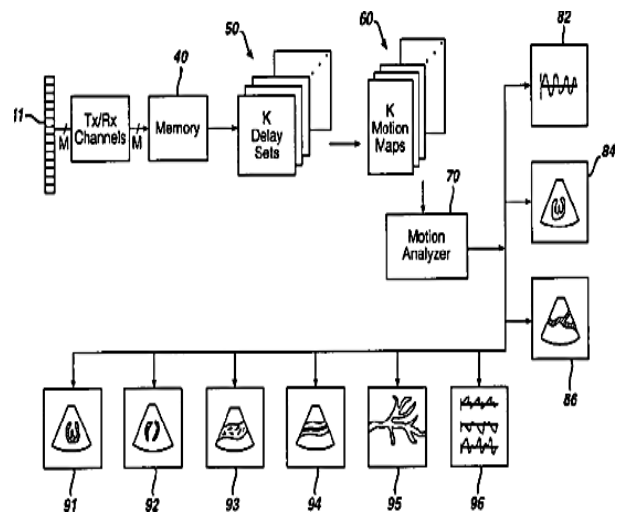 50
60
82
11
Tx/Rx
Channels
M
M
40
Memory
K
Delay
Sets
K
Motion
Maps
84
70
Motion
Analyzer
86
91
92
93
94
95
96